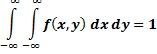 ∫_{-∞}^{∞} ∫_{-∞}^{∞} f(x, y) dx dy = 1